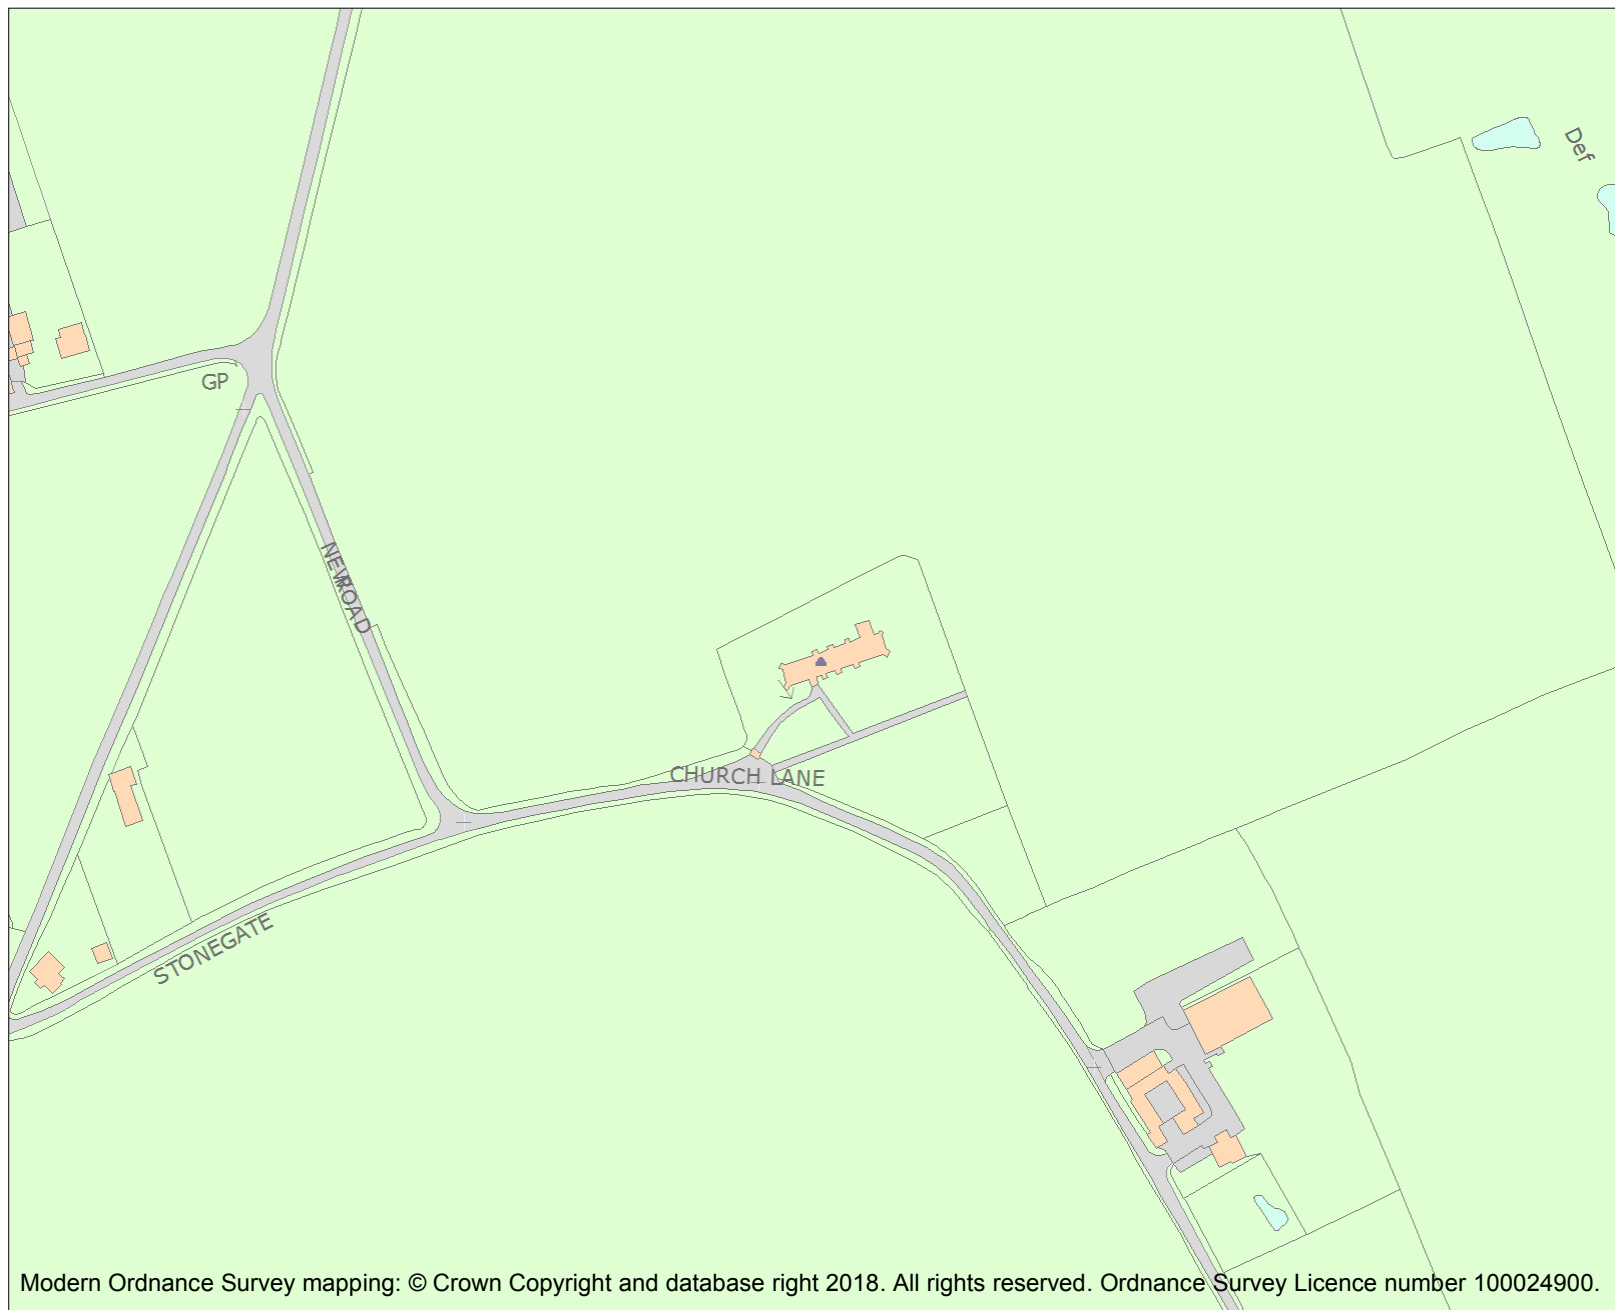 Def
GP
NEW ROAD
CHURCH LANE
STONEGATE
Modern Ordnance Survey mapping: © Crown Copyright and database right 2018. All rights reserved. Ordnance Survey Licence number 100024900.